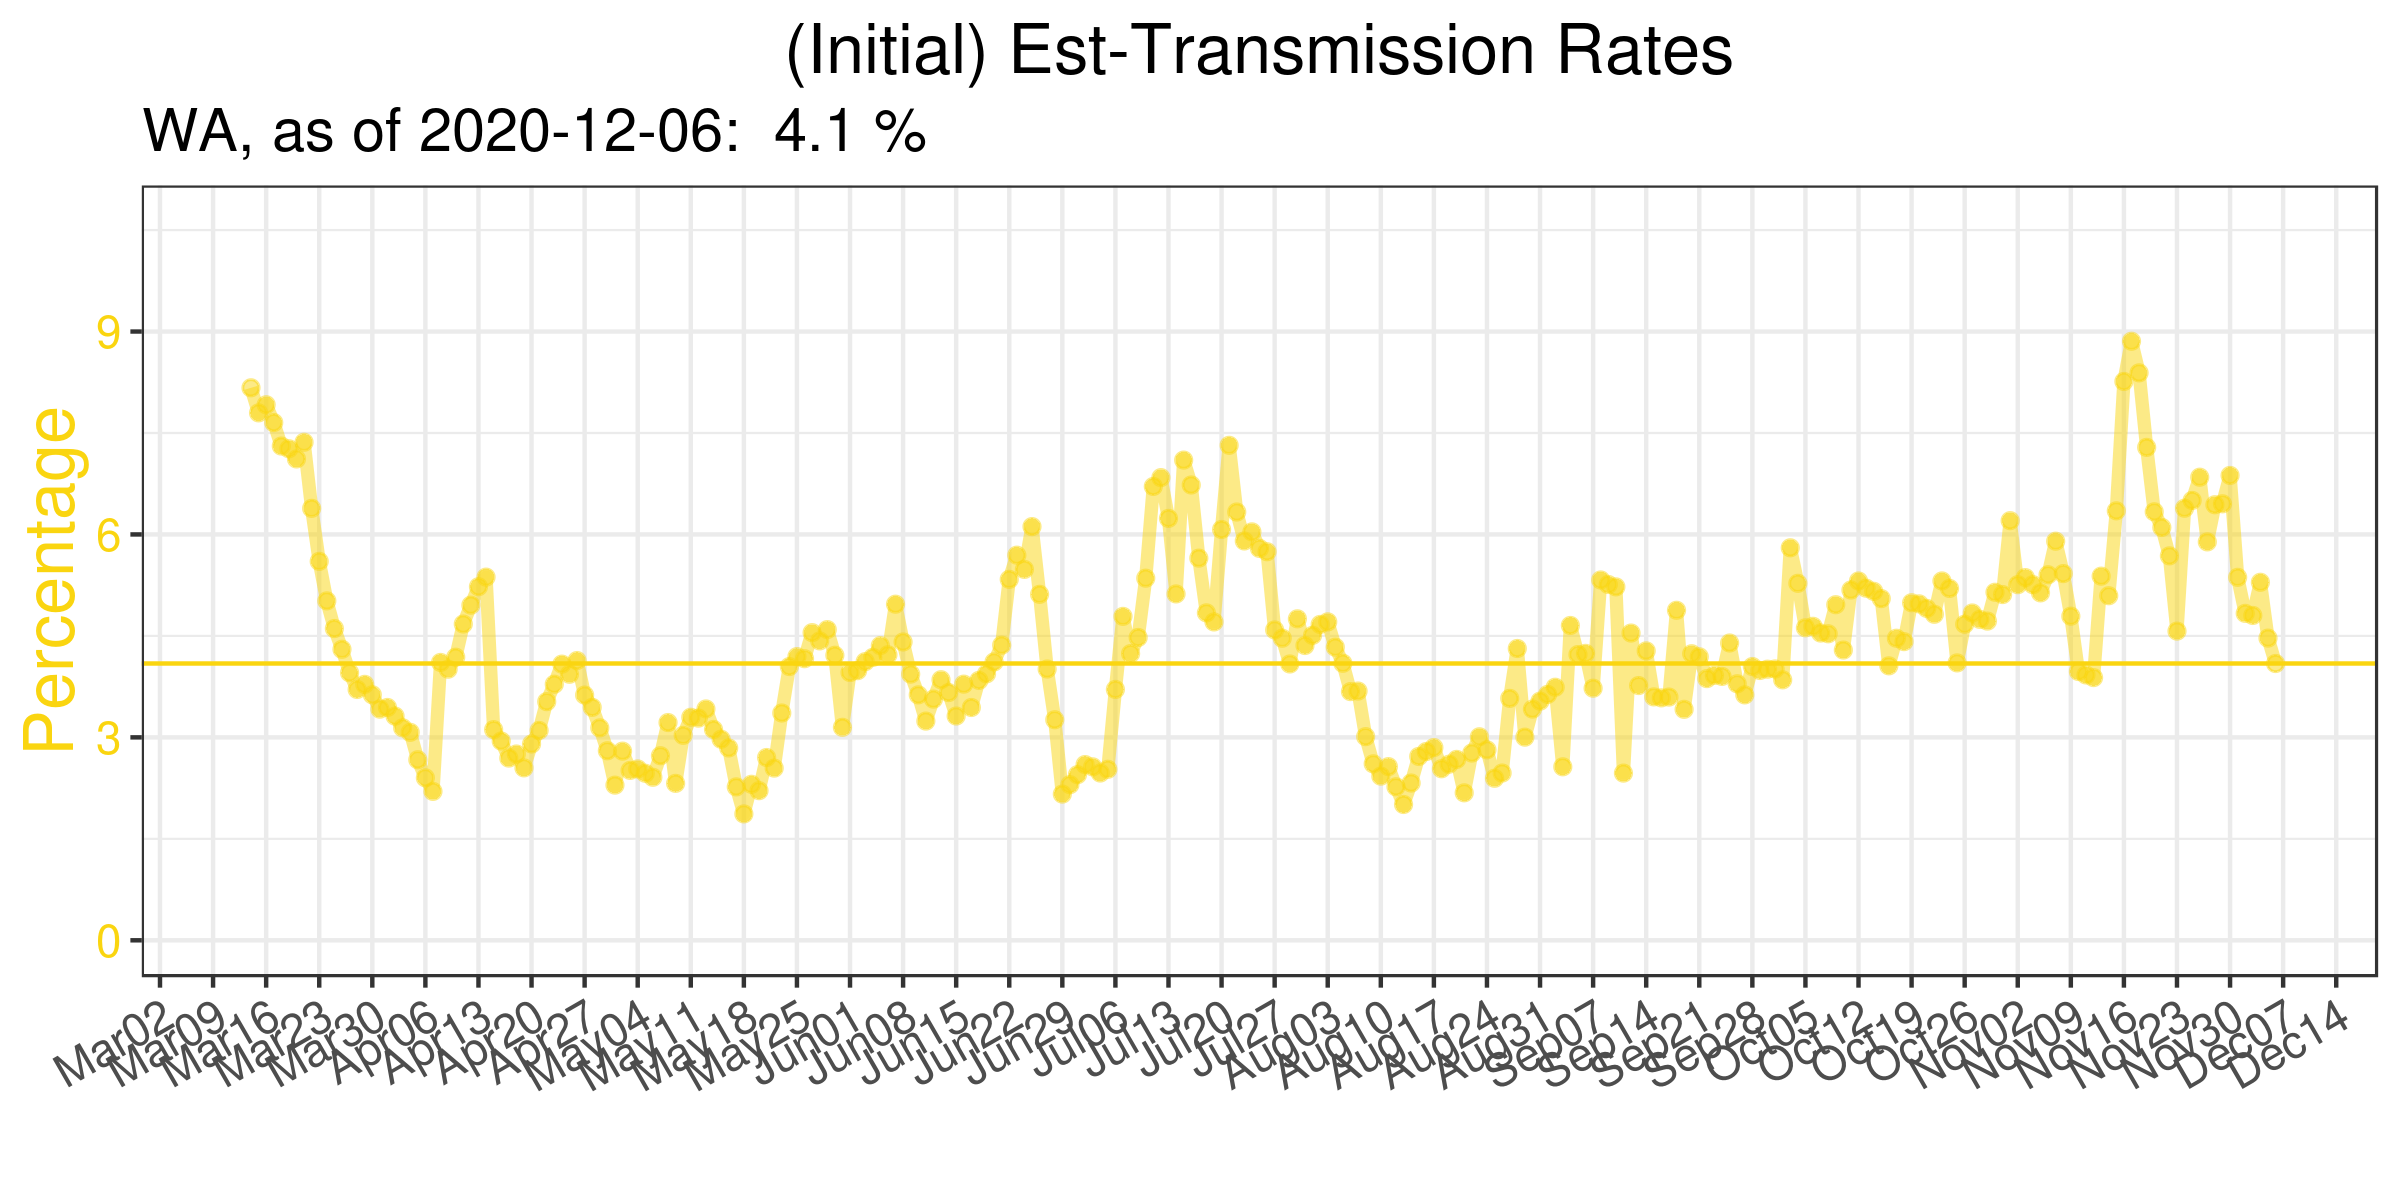 (Initial) Est-Transmission Rates
WA, as of 2020-12-06:  4.1 %
Percentage
9
6
3
0
Mar02
Mar09
Mar16
Mar23
Mar30
Apr06
Apr13
Apr20
Apr27
May04
May11
May18
May25
Jun01
Jun08
Jun15
Jun22
Jun29
Jul06
Jul13
Jul20
Jul27
Aug03
Aug10
Aug17
Aug24
Aug31
Sep07
Sep14
Sep21
Sep28
Oct05
Oct12
Oct19
Oct26
Nov02
Nov09
Nov16
Nov23
Nov30
Dec07
Dec14